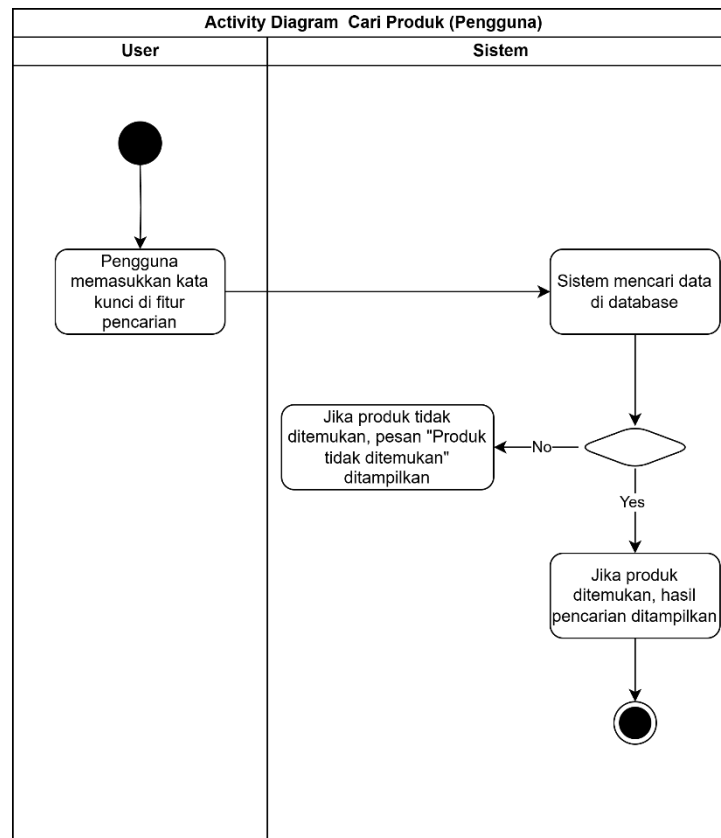 Activity Diagram  Cari Produk (Pengguna)
User
Sistem
Pengguna
memasukkan kata
kunci di fitur
pencarian
Sistem mencari data
di database
Jika produk tidak
ditemukan, pesan "Produk
tidak ditemukan"
ditampilkan
No
Yes
Jika produk
ditemukan, hasil
pencarian ditampilkan